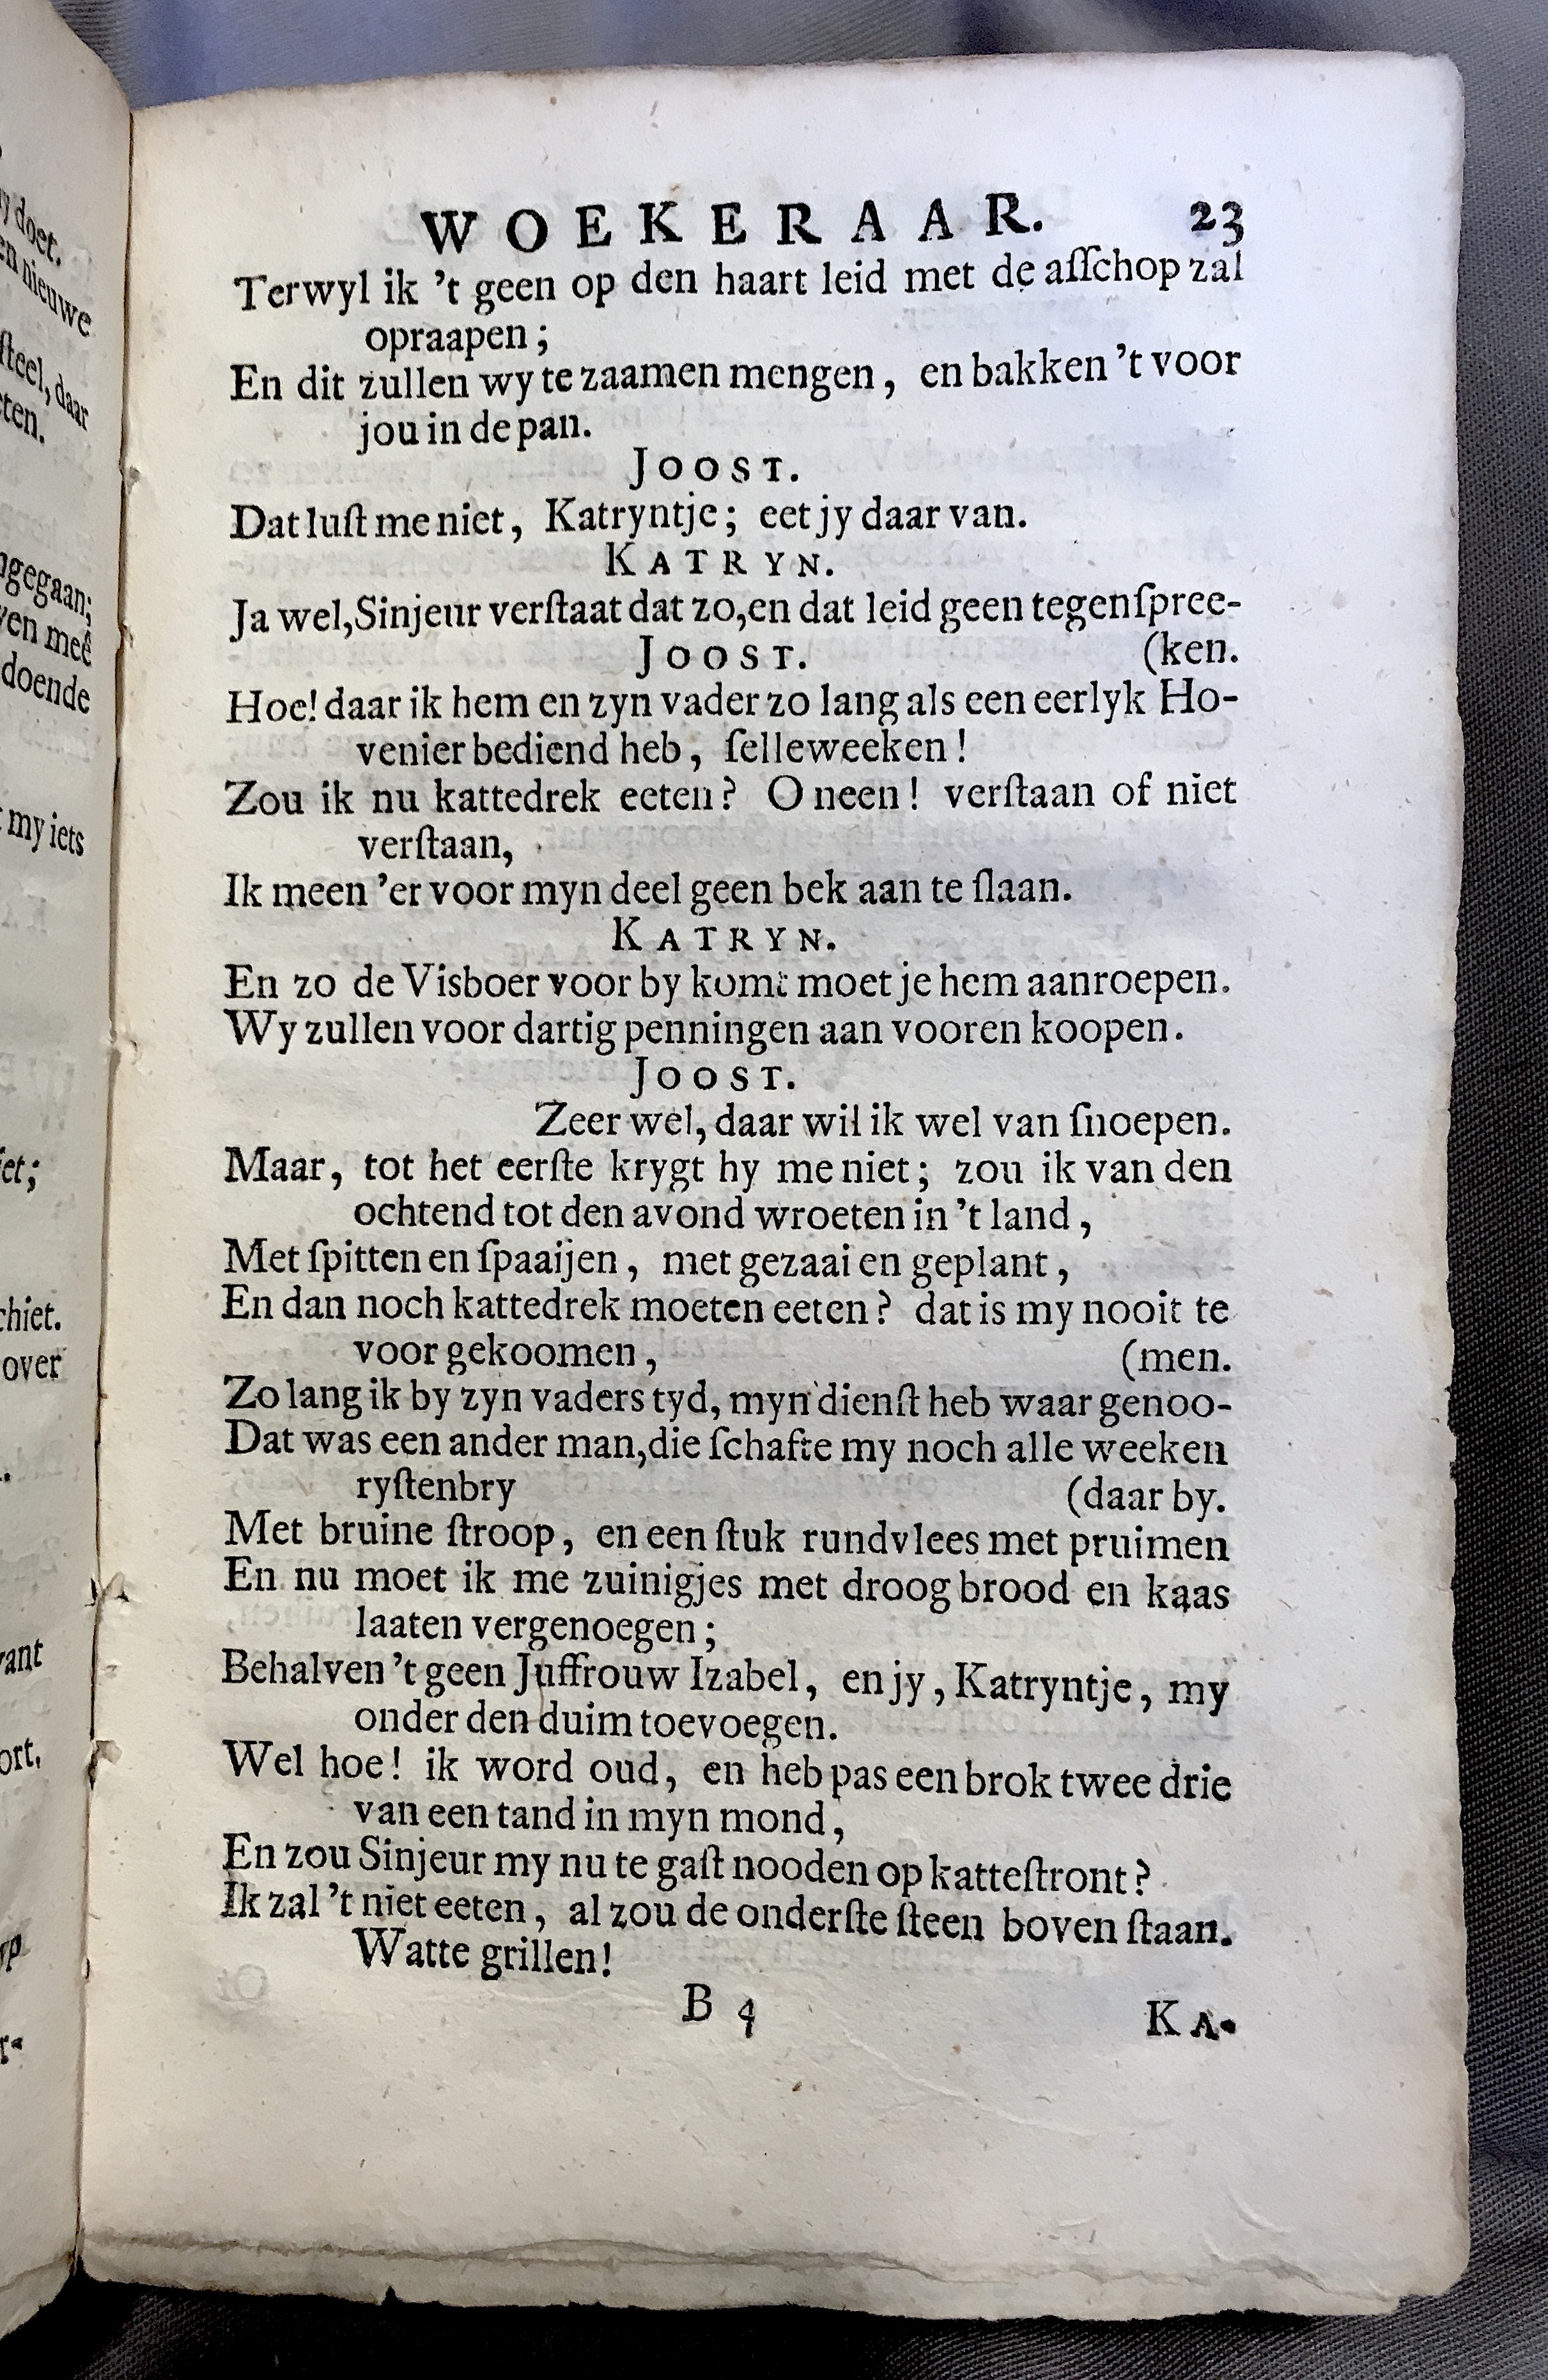 WOEKERAAR. 23
Terwyl ik 't geen op den haart leid met de asſchop zal
opraapen;
En dit zullen wy te zaamen mengen, en bakken 't voor
jou in de pan.
JOOST.
Dat luſt me niet, Katryntje; eet jy daar van.
KATRYN.
Ja wel, Sinjeur verſtaat dat zo, en dat leid geen tegenſpree-
JOOST. (ken.
Hoe! daar ik hem en zyn vader zo lang als een eerlyk Ho-
venier bediend heb, ſelleweeken!
Zou ik nu kattedrek eeten? O neen! verſtaan of niet
verſtaan,
Ik meen 'er voor myn deel geen bek aan te ſlaan.
KATRYN.
En zo de Visboer voor by komt moet je hem aanroepen.
Wy zullen voor dartig penningen aan vooren koopen.
JOOST.
Zeer wel, daar wil ik wel van ſnoepen.
Maar, tot het eerſte krygt hy me niet; zou ik van den
ochtend tot den avond wroeten in 't land,
Met ſpitten en ſpaaijen, met gezaai en geplant,
En dan noch kattedrek moeten eeten? dat is my nooit te
voor gekoomen, (men.
Zo lang ik by zyn vaders tyd, myn dienſt heb waar genoo-
Dat was een ander man, die ſchafte my noch alle weeken
ryſtenbry (daar by.
Met bruine ſtroop, en een ſtuk rundvlees met pruimen
En nu moet ik me zuinigjes met droog brood en kaas
laaten vergenoegen;
Behalven 't geen Juffrouw Izabel, en jy, Katryntje, my
onder den duim toevoegen.
Wel hoe! ik word oud, en heb pas een brok twee drie
van een tand in myn mond,
En zou Sinjeur my nu te gaſt nooden op katteſtront?
Ik zal 't niet eeten, al zou de onderſte ſteen boven ſtaan.
Watte grillen!
B 4 KA-